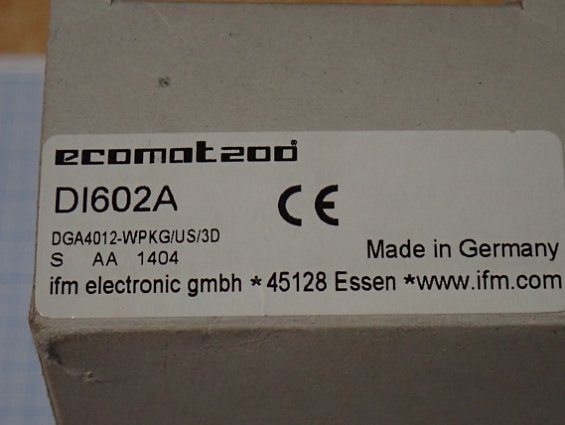 ecomat200
DI602A
CE
DGA4012-WPKG/US/3D
S AA 1404
Made in Germany
ifm electronic gmbh * 45128 Essen *www.ifm.com